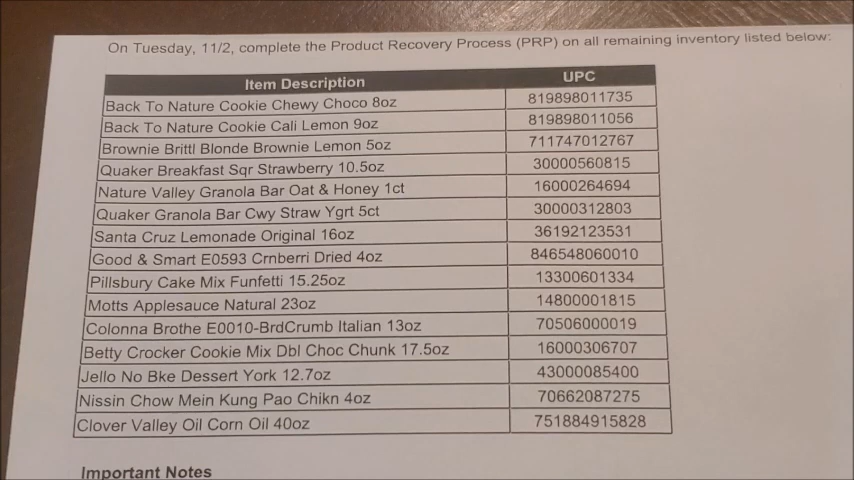 On Tuesday, 11/2, complete the Product Recovery Process (PRP) on all remaining inventory listed below:
Item Description UPC
Back To Nature Cookie Chewy Choco 8oz 819898011735
Back To Nature Cookie Cali Lemon 9oz 819898011056
Brownie Brittl Blonde Brownie Lemon 5oz 711747012767
Quaker Breakfast Sqr Strawberry 10.5oz 30000560815
Nature Valley Granola Bar Oat & Honey 1ct 16000264694
Quaker Granola Bar Cwy Straw Ygrt 5ct 30000312803
Santa Cruz Lemonade Original 16oz 36192123531
Good & Smart E0593 Crnberri Dried 4oz 846548060010
Pillsbury Cake Mix Funfetti 15.25oz 13300601334
Motts Applesauce Natural 23oz 14800001815
Colonna Brothe E0010-BrdCrumb Italian 13oz 70506000019
Betty Crocker Cookie Mix Dbl Choc Chunk 17.5oz 16000306707
Jello No Bke Dessert York 12.7oz 43000085400
Nissin Chow Mein Kung Pao Chikn 4oz 70662087275
Clover Valley Oil Corn Oil 40oz 751884915828
Important Notes